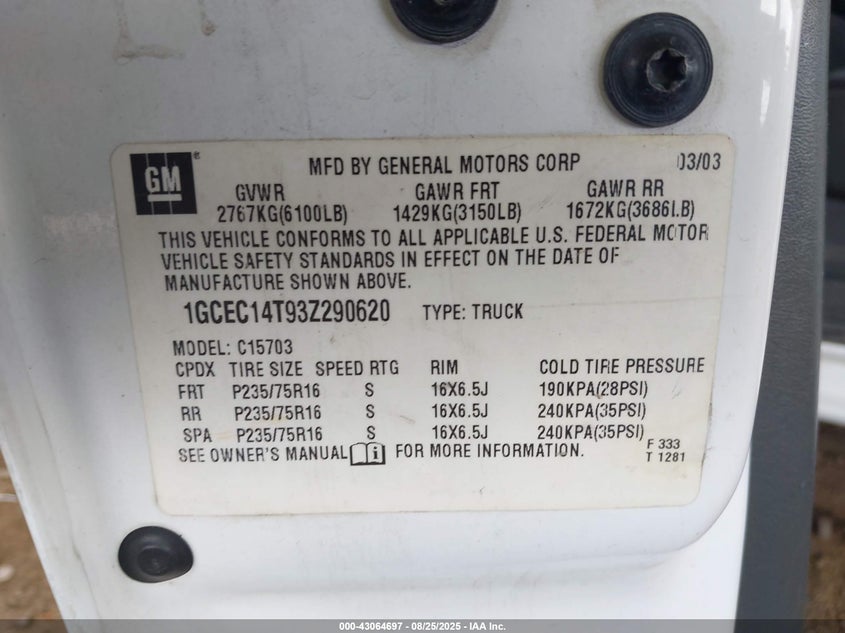 GM ® MFD BY GENERAL MOTORS CORP 03/03
GVWR GAWR FRT GAWR RR
2767KG(6100LB) 1429KG(3150LB) 1672KG(3686LB)
THIS VEHICLE CONFORMS TO ALL APPLICABLE U.S. FEDERAL MOTOR
VEHICLE SAFETY STANDARDS IN EFFECT ON THE DATE OF
MANUFACTURE SHOWN ABOVE.
1GCEC14T93Z290620 TYPE: TRUCK
MODEL: C15703
CPDX TIRE SIZE SPEED RTG RIM COLD TIRE PRESSURE
FRT P235/75R16 S 16X6.5J 190KPA(28PSI)
RR P235/75R16 S 16X6.5J 240KPA(35PSI)
SPA P235/75R16 S 16X6.5J 240KPA(35PSI)
SEE OWNER'S MANUAL i FOR MORE INFORMATION.
F 333
T 1281
000-43064697 - 08/25/2025 - IAA Inc.